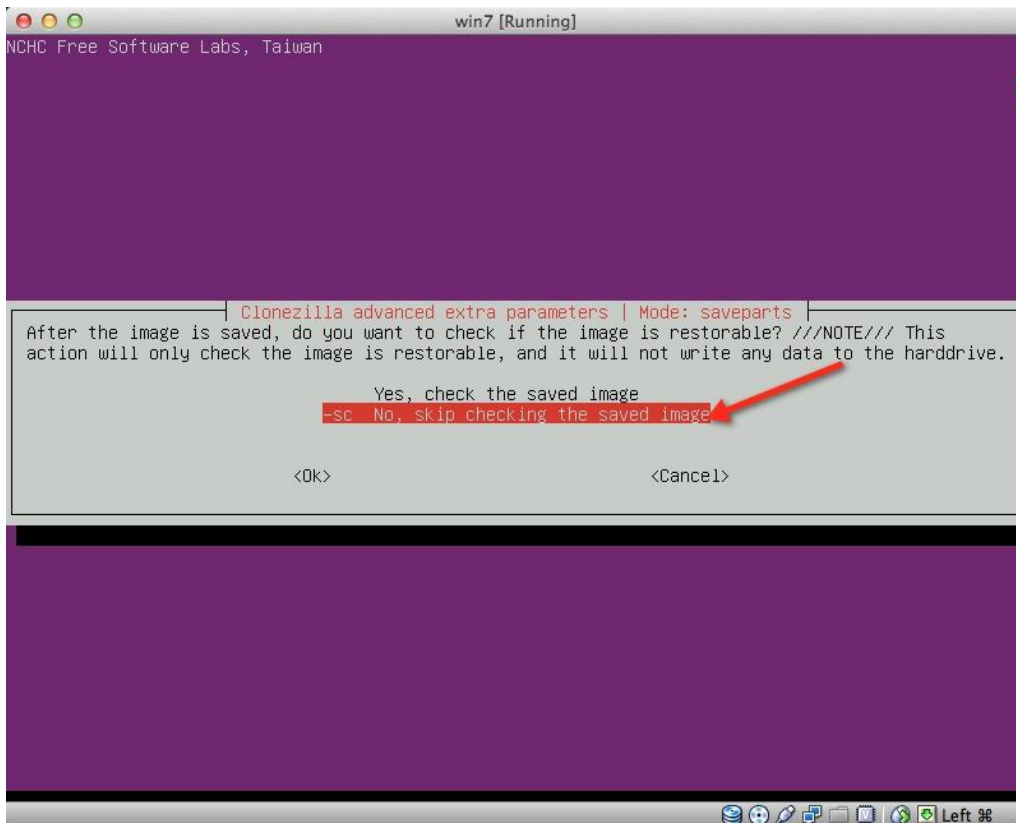 win7 [Running]
NCHC Free Software Labs, Taiwan
Clonezilla advanced extra parameters | Mode: saveparts
After the image is saved, do you want to check if the image is restorable? ///NOTE/// This
action will only check the image is restorable, and it will not write any data to the harddrive.
Yes, check the saved image
-sc No, skip checking the saved image
<Ok> <Cancel>
Left ⌘